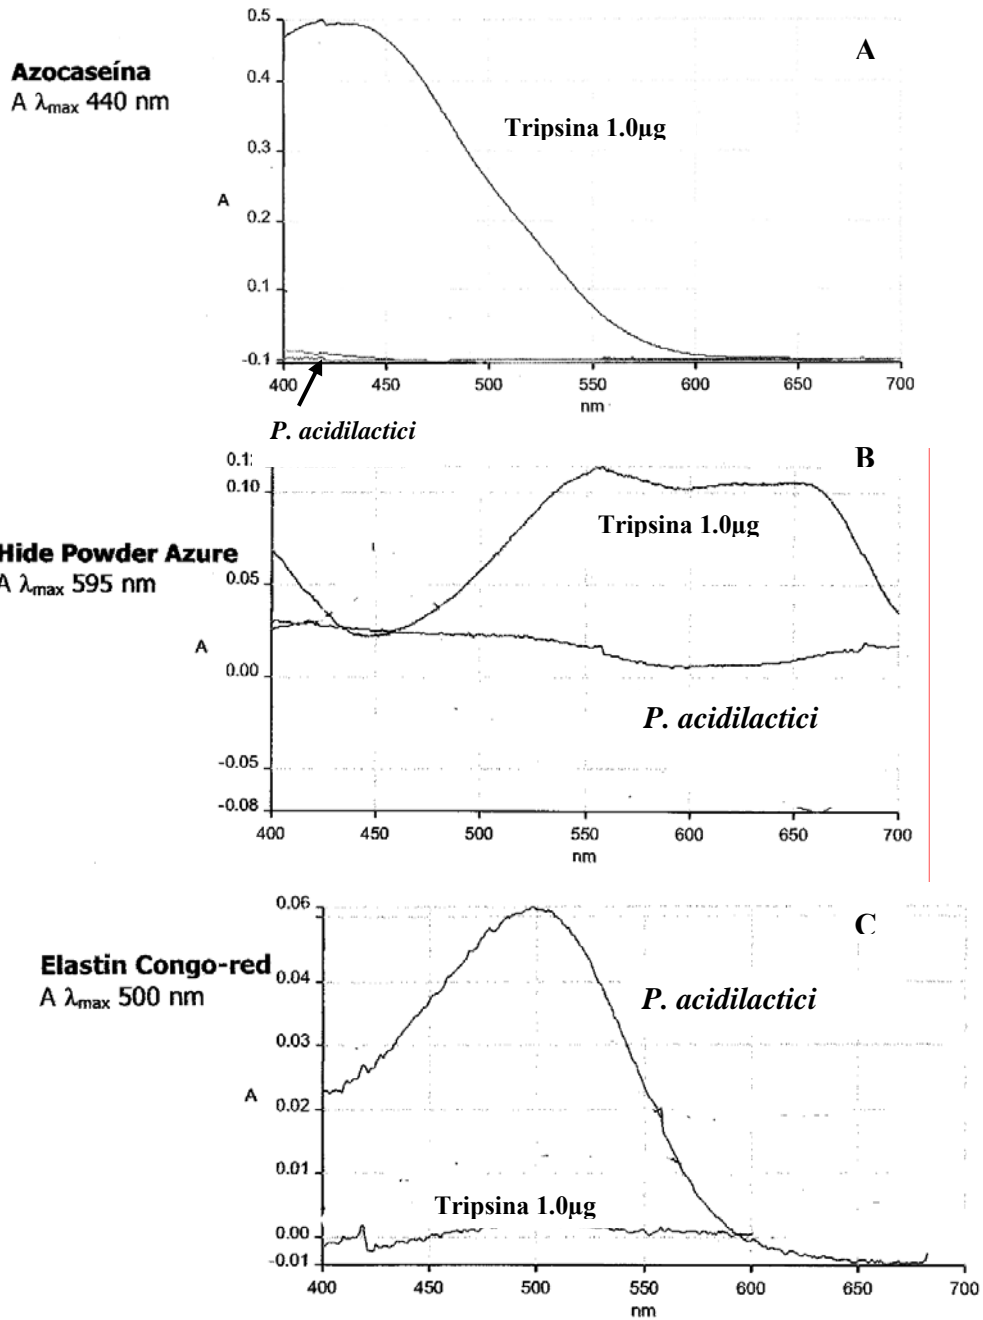 0.5
A
Azocaseína
A λmax 440 nm
0.4
Tripsina 1.0µg
0.3
A
0.2
0.1
-0.1
400 450 500 550 600 650 700
nm
P. acidilactici
B
0.1
0.10
Tripsina 1.0µg
Hide Powder Azure
A λmax 595 nm
0.05
A
0.00
P. acidilactici
-0.05
-0.08
400 450 500 550 600 650 700
nm
0.06
C
Elastin Congo-red
A λmax 500 nm
0.04
P. acidilactici
0.03
A
0.02
0.01
Tripsina 1.0µg
0.00
-0.01
400 450 500 550 600 650 700
nm